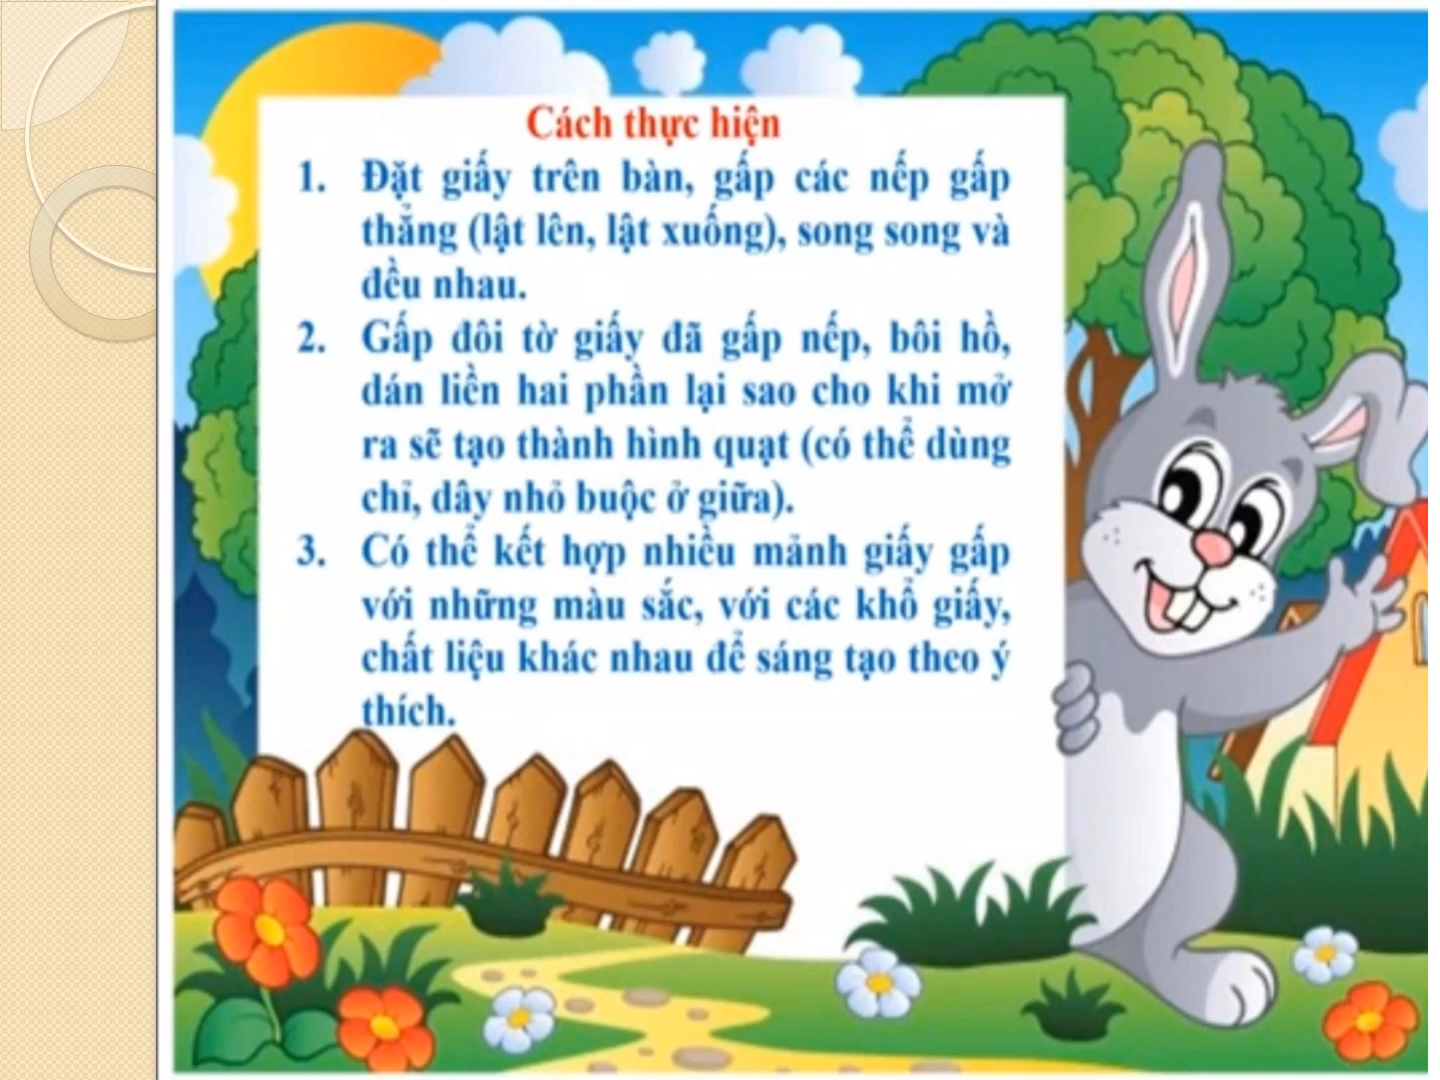 Cách thực hiện
1. Đặt giấy trên bàn, gấp các nếp gấp
thẳng (lật lên, lật xuống), song song và
đều nhau.
2. Gấp đôi tờ giấy đã gấp nếp, bôi hồ,
dán liền hai phần lại sao cho khi mở
ra sẽ tạo thành hình quạt (có thể dùng
chỉ, dây nhỏ buộc ở giữa).
3. Có thể kết hợp nhiều mảnh giấy gấp
với những màu sắc, với các khổ giấy,
chất liệu khác nhau để sáng tạo theo ý
thích.